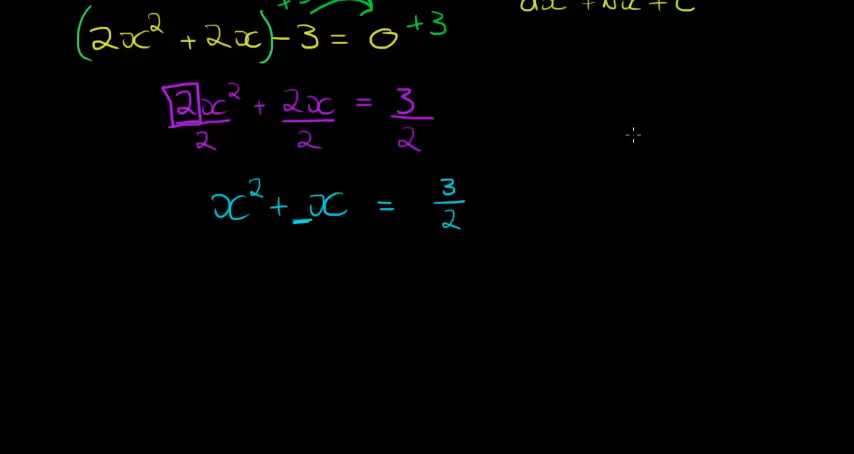 (2x² + 2x) - 3 = 0 + 3
2x²/2 + 2x/2 = 3/2
x² + _x = 3/2